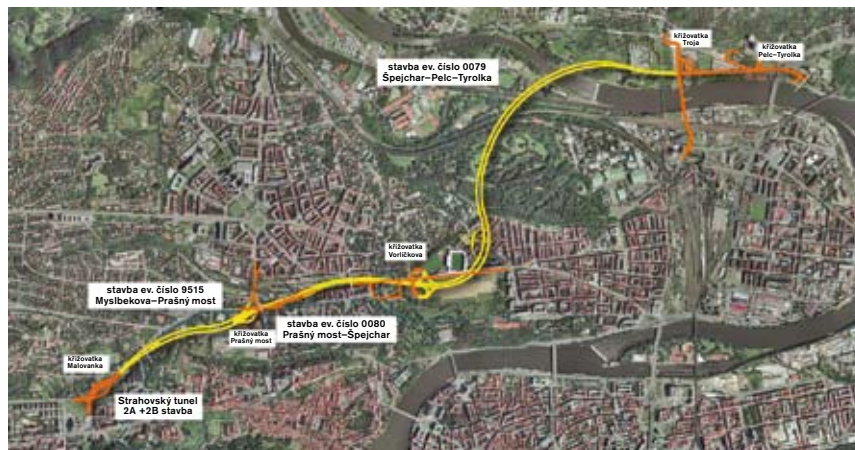 křižovatka
Troja
křižovatka
Pelc–Tyrolka
stavba ev. číslo 0079
Špejchar–Pelc–Tyrolka
křižovatka
Vorlíčkova
stavba ev. číslo 9515
Myslbekova–Prašný most
křižovatka
Prašný most
stavba ev. číslo 0080
Prašný most–Špejchar
křižovatka
Malovanka
Strahovský tunel
2A +2B stavba